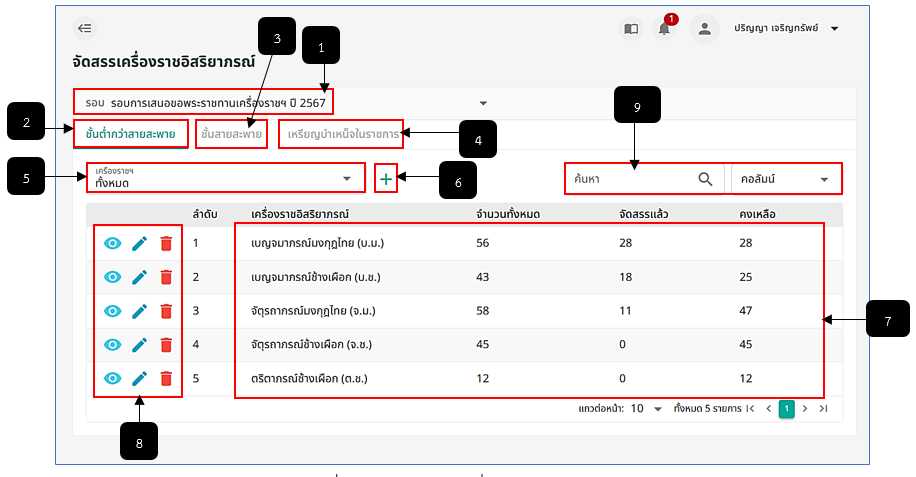 1
ปริญญา เจริญทรัพย์
3
1
จัดสรรเครื่องราชอิสริยาภรณ์
รอบ รอบการเสนอขอพระราชทานเครื่องราชฯ ปี 2567
9
2
ชั้นต่ำกว่าสายสะพาย ชั้นสายสะพาย เหรียญบำเหน็จในราชการ
4
5
เครื่องราชฯ
ทั้งหมด
6
ค้นหา คอลัมน์
ลำดับ เครื่องราชอิสริยาภรณ์ จำนวนทั้งหมด จัดสรรแล้ว คงเหลือ
1 เบญจมาภรณ์มงกุฎไทย (บ.ม.) 56 28 28
2 เบญจมาภรณ์ช้างเผือก (บ.ช.) 43 18 25
3 จัตุรถาภรณ์มงกุฎไทย (จ.ม.) 58 11 47
7
4 จัตุรถาภรณ์ช้างเผือก (จ.ช.) 45 0 45
5 ตริตาภรณ์ช้างเผือก (ต.ช.) 12 0 12
แถวต่อหน้า: 10 ทั้งหมด 5 รายการ 1
8